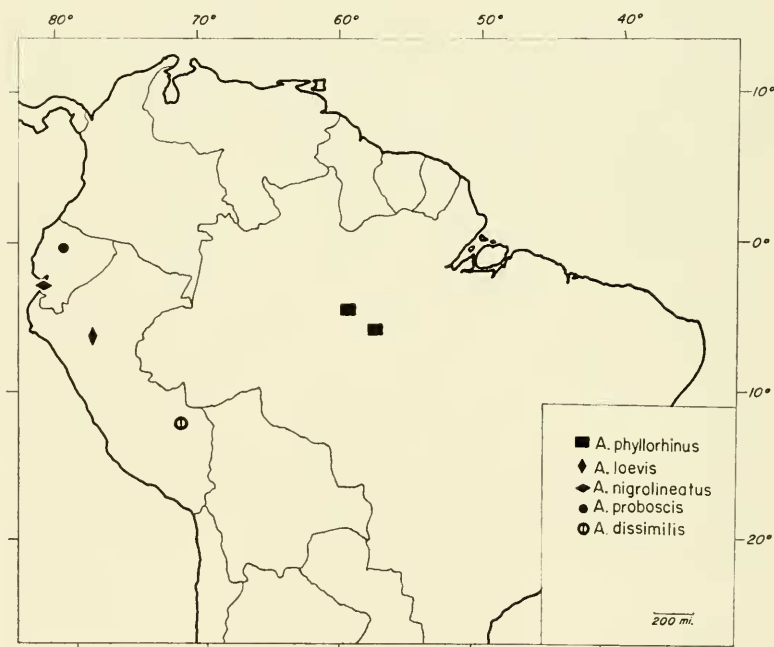 80° 70° 60° 50° 40°
10°
0°
10°
20°
A. phyllorhinus
A. loevis
A. nigrolineatus
A. proboscis
A. dissimilis
200 mi.